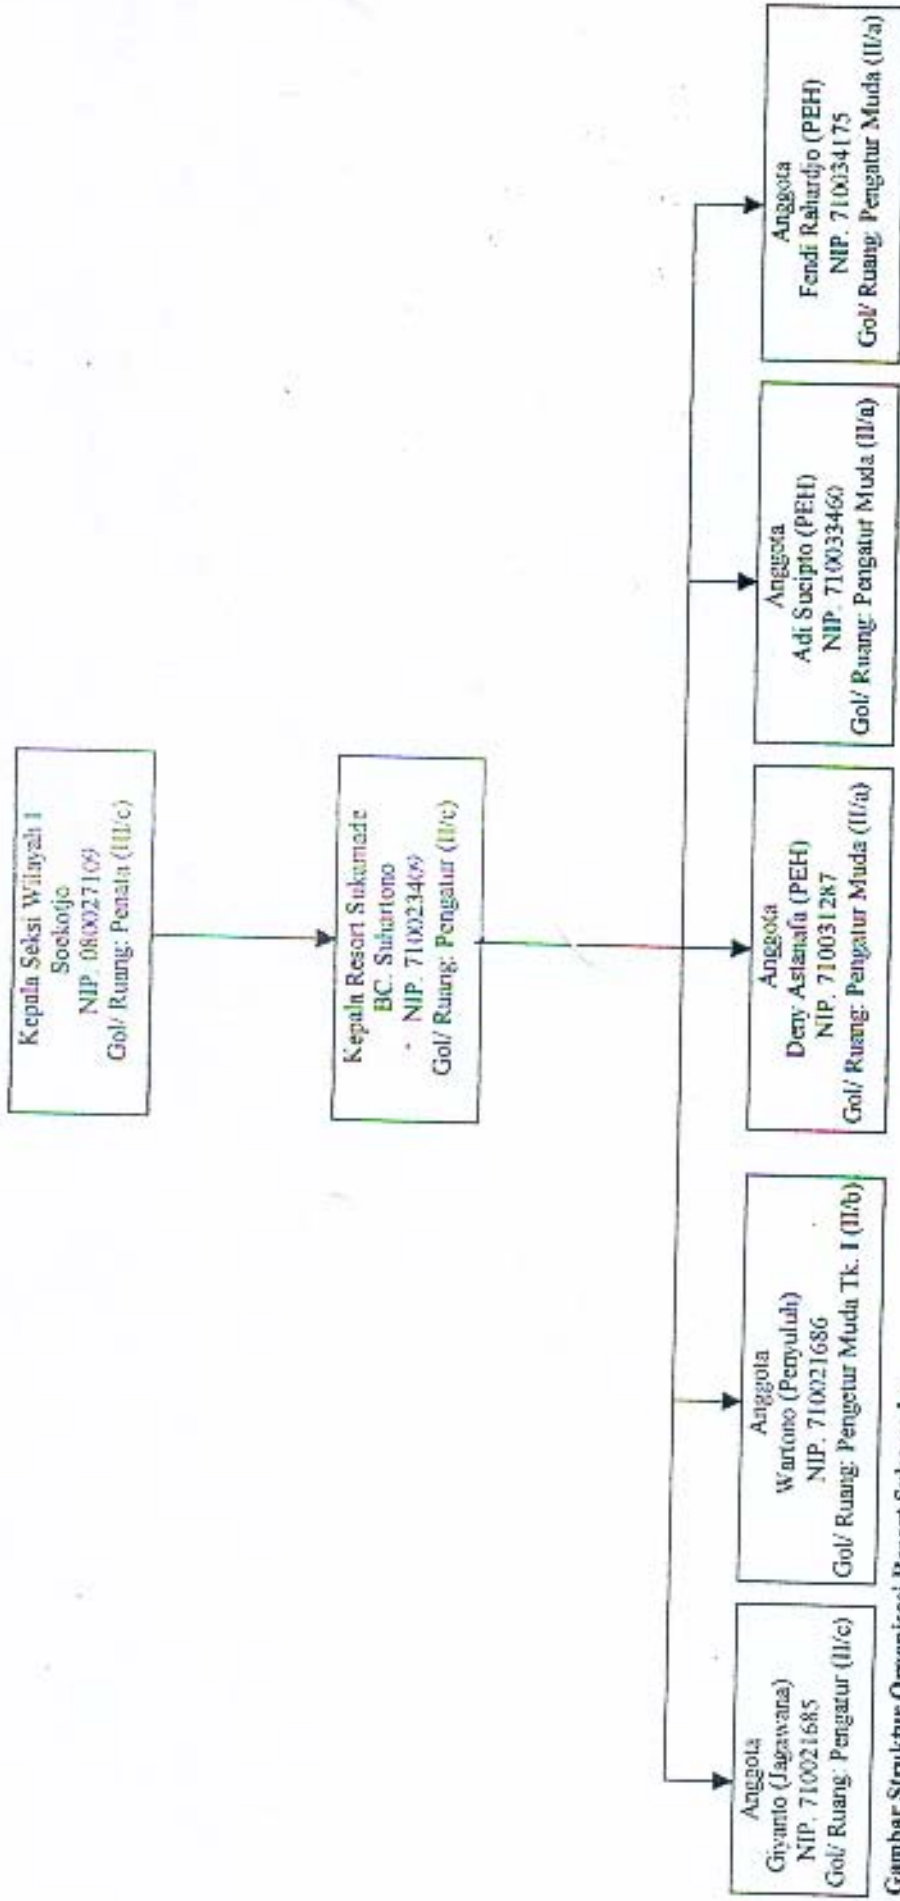 Kepala Seksi Wilayah I
Soekotjo
NIP. 080027109
Gol/ Ruang: Penata (III/c)
Kepala Resort Sukamade
BC. Suhartono
NIP. 710023409
Gol/ Ruang: Pengatur (II/c)
Anggota
Giyanto (Jagawana)
NIP. 710021685
Gol/ Ruang: Pengatur (II/c)
Anggota
Wartono (Penyuluh)
NIP. 710021686
Gol/ Ruang: Pengetur Muda Tk. I (II/b)
Anggota
Deny Astanafa (PEH)
NIP. 710031287
Gol/ Ruang: Pengatur Muda (II/a)
Anggota
Adi Sucipto (PEH)
NIP. 710033460
Gol/ Ruang: Pengatur Muda (II/a)
Anggota
Fendi Rahardjo (PEH)
NIP. 710034175
Gol/ Ruang: Pengatur Muda (II/a)
Gambar Struktur Organisasi Resort